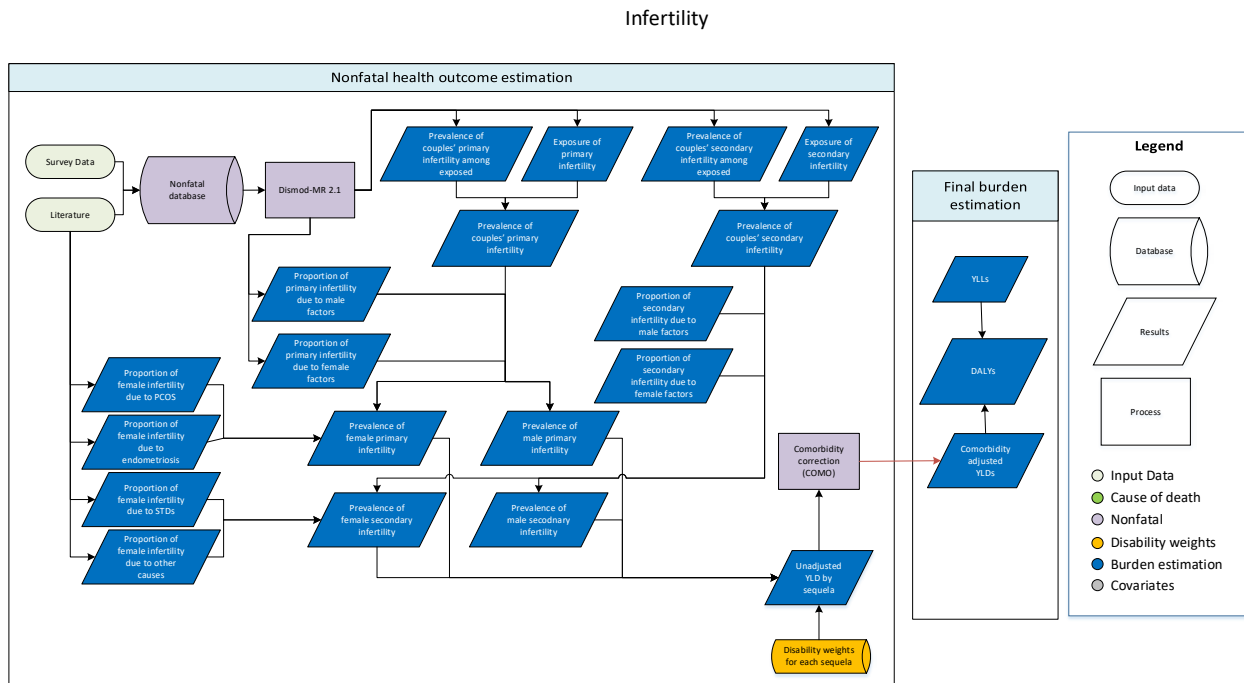 Infertility
Nonfatal health outcome estimation
Survey Data
Literature
Nonfatal
database
Dismod-MR 2.1
Prevalence of
couples' primary
infertility among
exposed
Exposure of
primary
infertility
Prevalence of
couples' secondary
infertility among
exposed
Exposure of
secondary
infertility
Prevalence of
couples' primary
infertility
Prevalence of
couples' secondary
infertility
Proportion of
primary infertility
due to male
factors
Proportion of
primary infertility
due to female
factors
Proportion of
secondary
infertility due to
male factors
Proportion of
secondary
infertility due to
female factors
Proportion of
female infertility
due to PCOS
Proportion of
female infertility
due to
endometriosis
Proportion of
female infertility
due to STDs
Proportion of
female infertility
due to other
causes
Prevalence of
female primary
infertility
Prevalence of
male primary
infertility
Prevalence of
female secondary
infertility
Prevalence of
male secodnary
infertility
Comorbidity
correction
(COMO)
Unadjusted
YLD by
sequela
Disability weights
for each sequela
Final burden
estimation
YLLs
DALYs
Comorbidity
adjusted
YLDs
Legend
Input data
Database
Results
Process
Input Data
Cause of death
Nonfatal
Disability weights
Burden estimation
Covariates